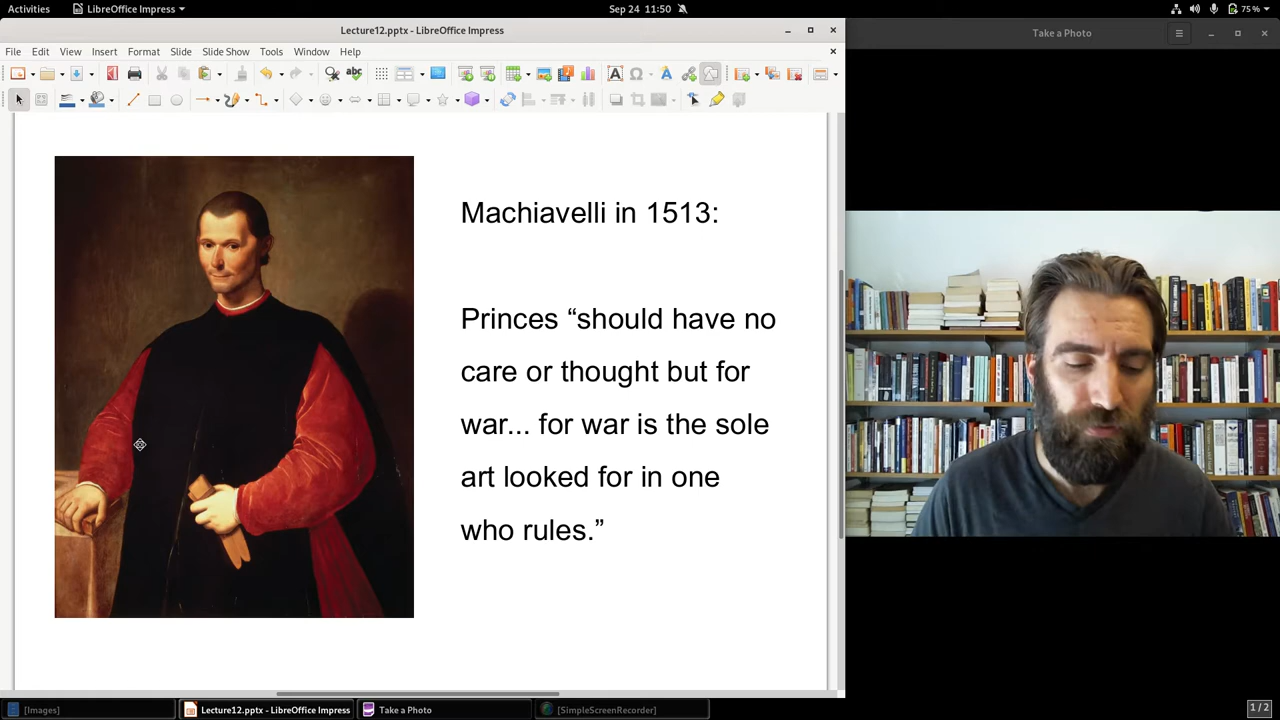 Activities
LibreOffice Impress
Sep 24 11:50
75%
Lecture12.pptx - LibreOffice Impress
Take a Photo
File Edit View Insert Format Slide Slide Show Tools Window Help
Machiavelli in 1513:
Princes “should have no
care or thought but for
war... for war is the sole
art looked for in one
who rules.”
[Images]
Lecture12.pptx - LibreOffice Impress
Take a Photo
[SimpleScreenRecorder]
1/2